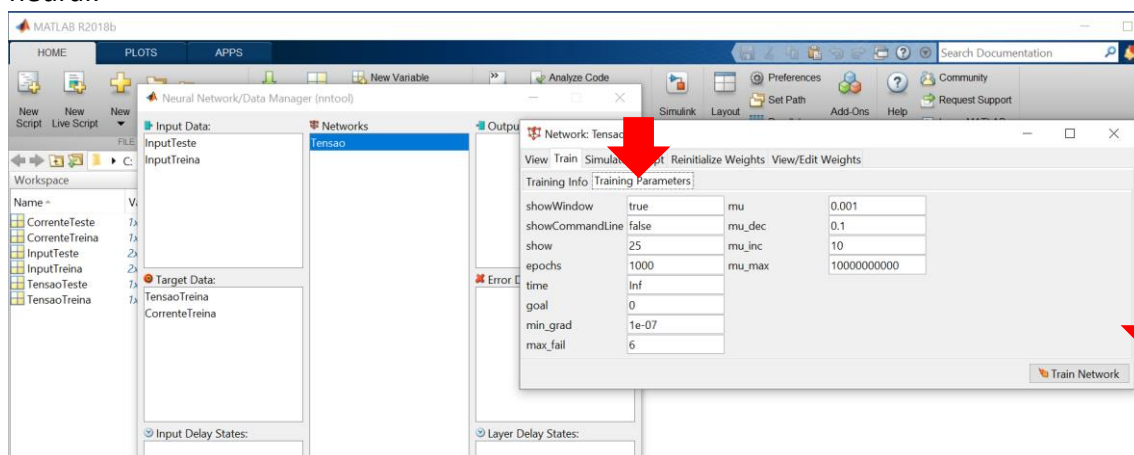 MATLAB R2018b
HOME PLOTS APPS
Search Documentation
New Variable
Analyze Code
Preferences
Community
Set Path
Request Support
New Script
New Live Script
New
Simulink
Layout
Add-Ons
Help
FILE
C:
Neural Network/Data Manager (nntool)
Input Data:
InputTeste
InputTreina
Networks
Tensao
Target Data:
TensaoTreina
CorrenteTreina
Input Delay States:
Layer Delay States:
Workspace
Name
CorrenteTeste
CorrenteTreina
InputTeste
InputTreina
TensaoTeste
TensaoTreina
Network: Tensao
View Train Reinitialize Weights View/Edit Weights
Training Info Training Parameters
showWindow true mu 0.001
showCommandLine false mu_dec 0.1
show 25 mu_inc 10
epochs 1000 mu_max 10000000000
time Inf
goal 0
min_grad 1e-07
max_fail 6
Train Network